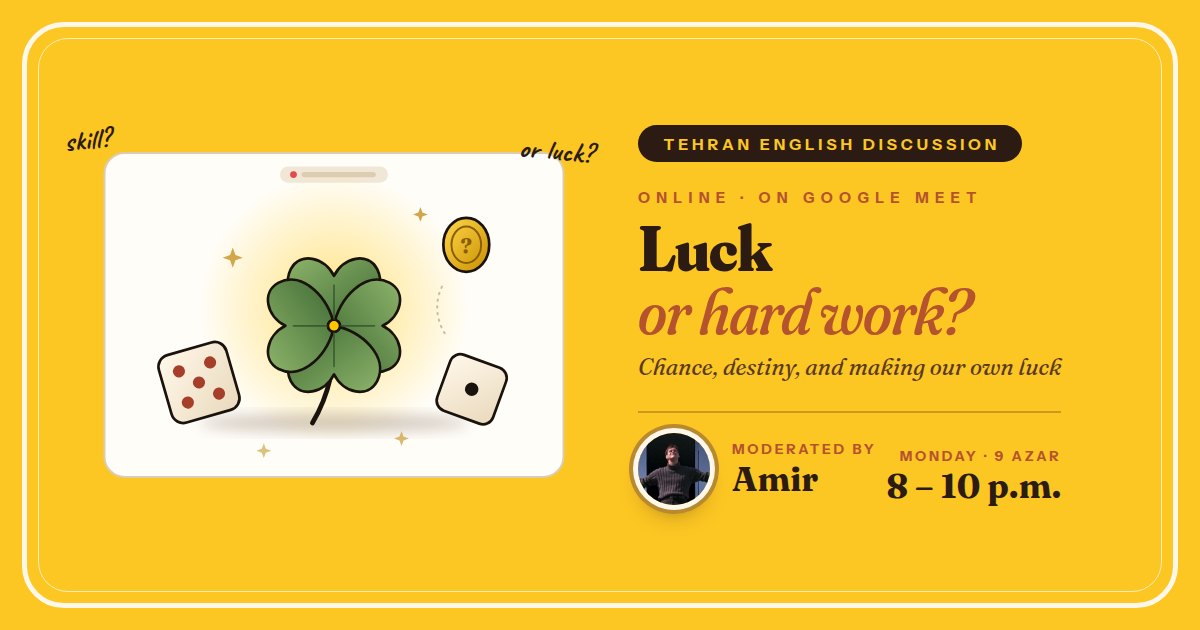 skill?
or luck?
?
TEHRAN ENGLISH DISCUSSION
ONLINE · ON GOOGLE MEET
Luck
or hard work?
Chance, destiny, and making our own luck
MODERATED BY
Amir
MONDAY · 9 AZAR
8 – 10 p.m.